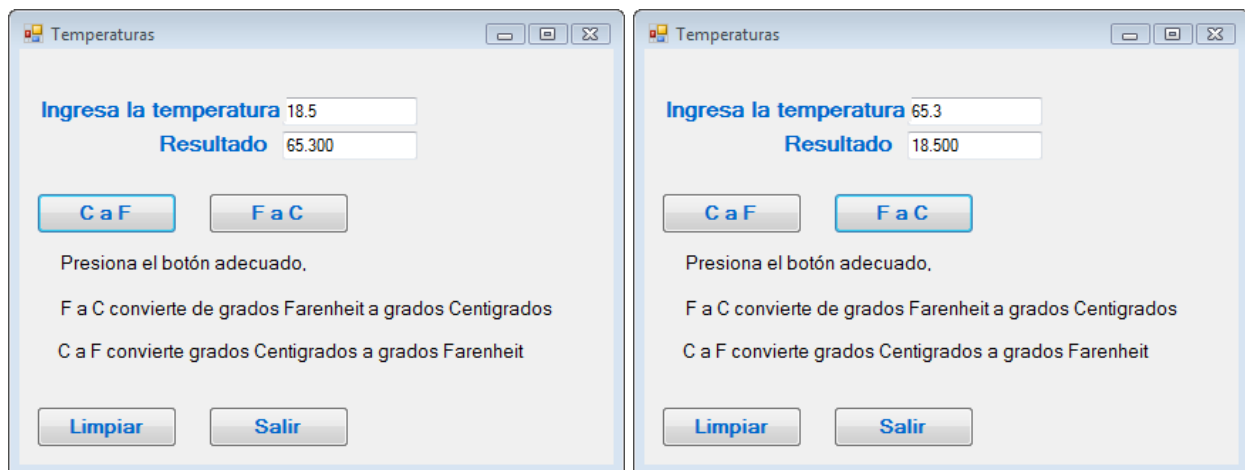 Temperaturas
Ingresa la temperatura 18.5
Resultado 65.300
C a F F a C
Presiona el botón adecuado,
F a C convierte de grados Farenheit a grados Centigrados
C a F convierte grados Centigrados a grados Farenheit
Limpiar Salir
Temperaturas
Ingresa la temperatura 65.3
Resultado 18.500
C a F F a C
Presiona el botón adecuado,
F a C convierte de grados Farenheit a grados Centigrados
C a F convierte grados Centigrados a grados Farenheit
Limpiar Salir